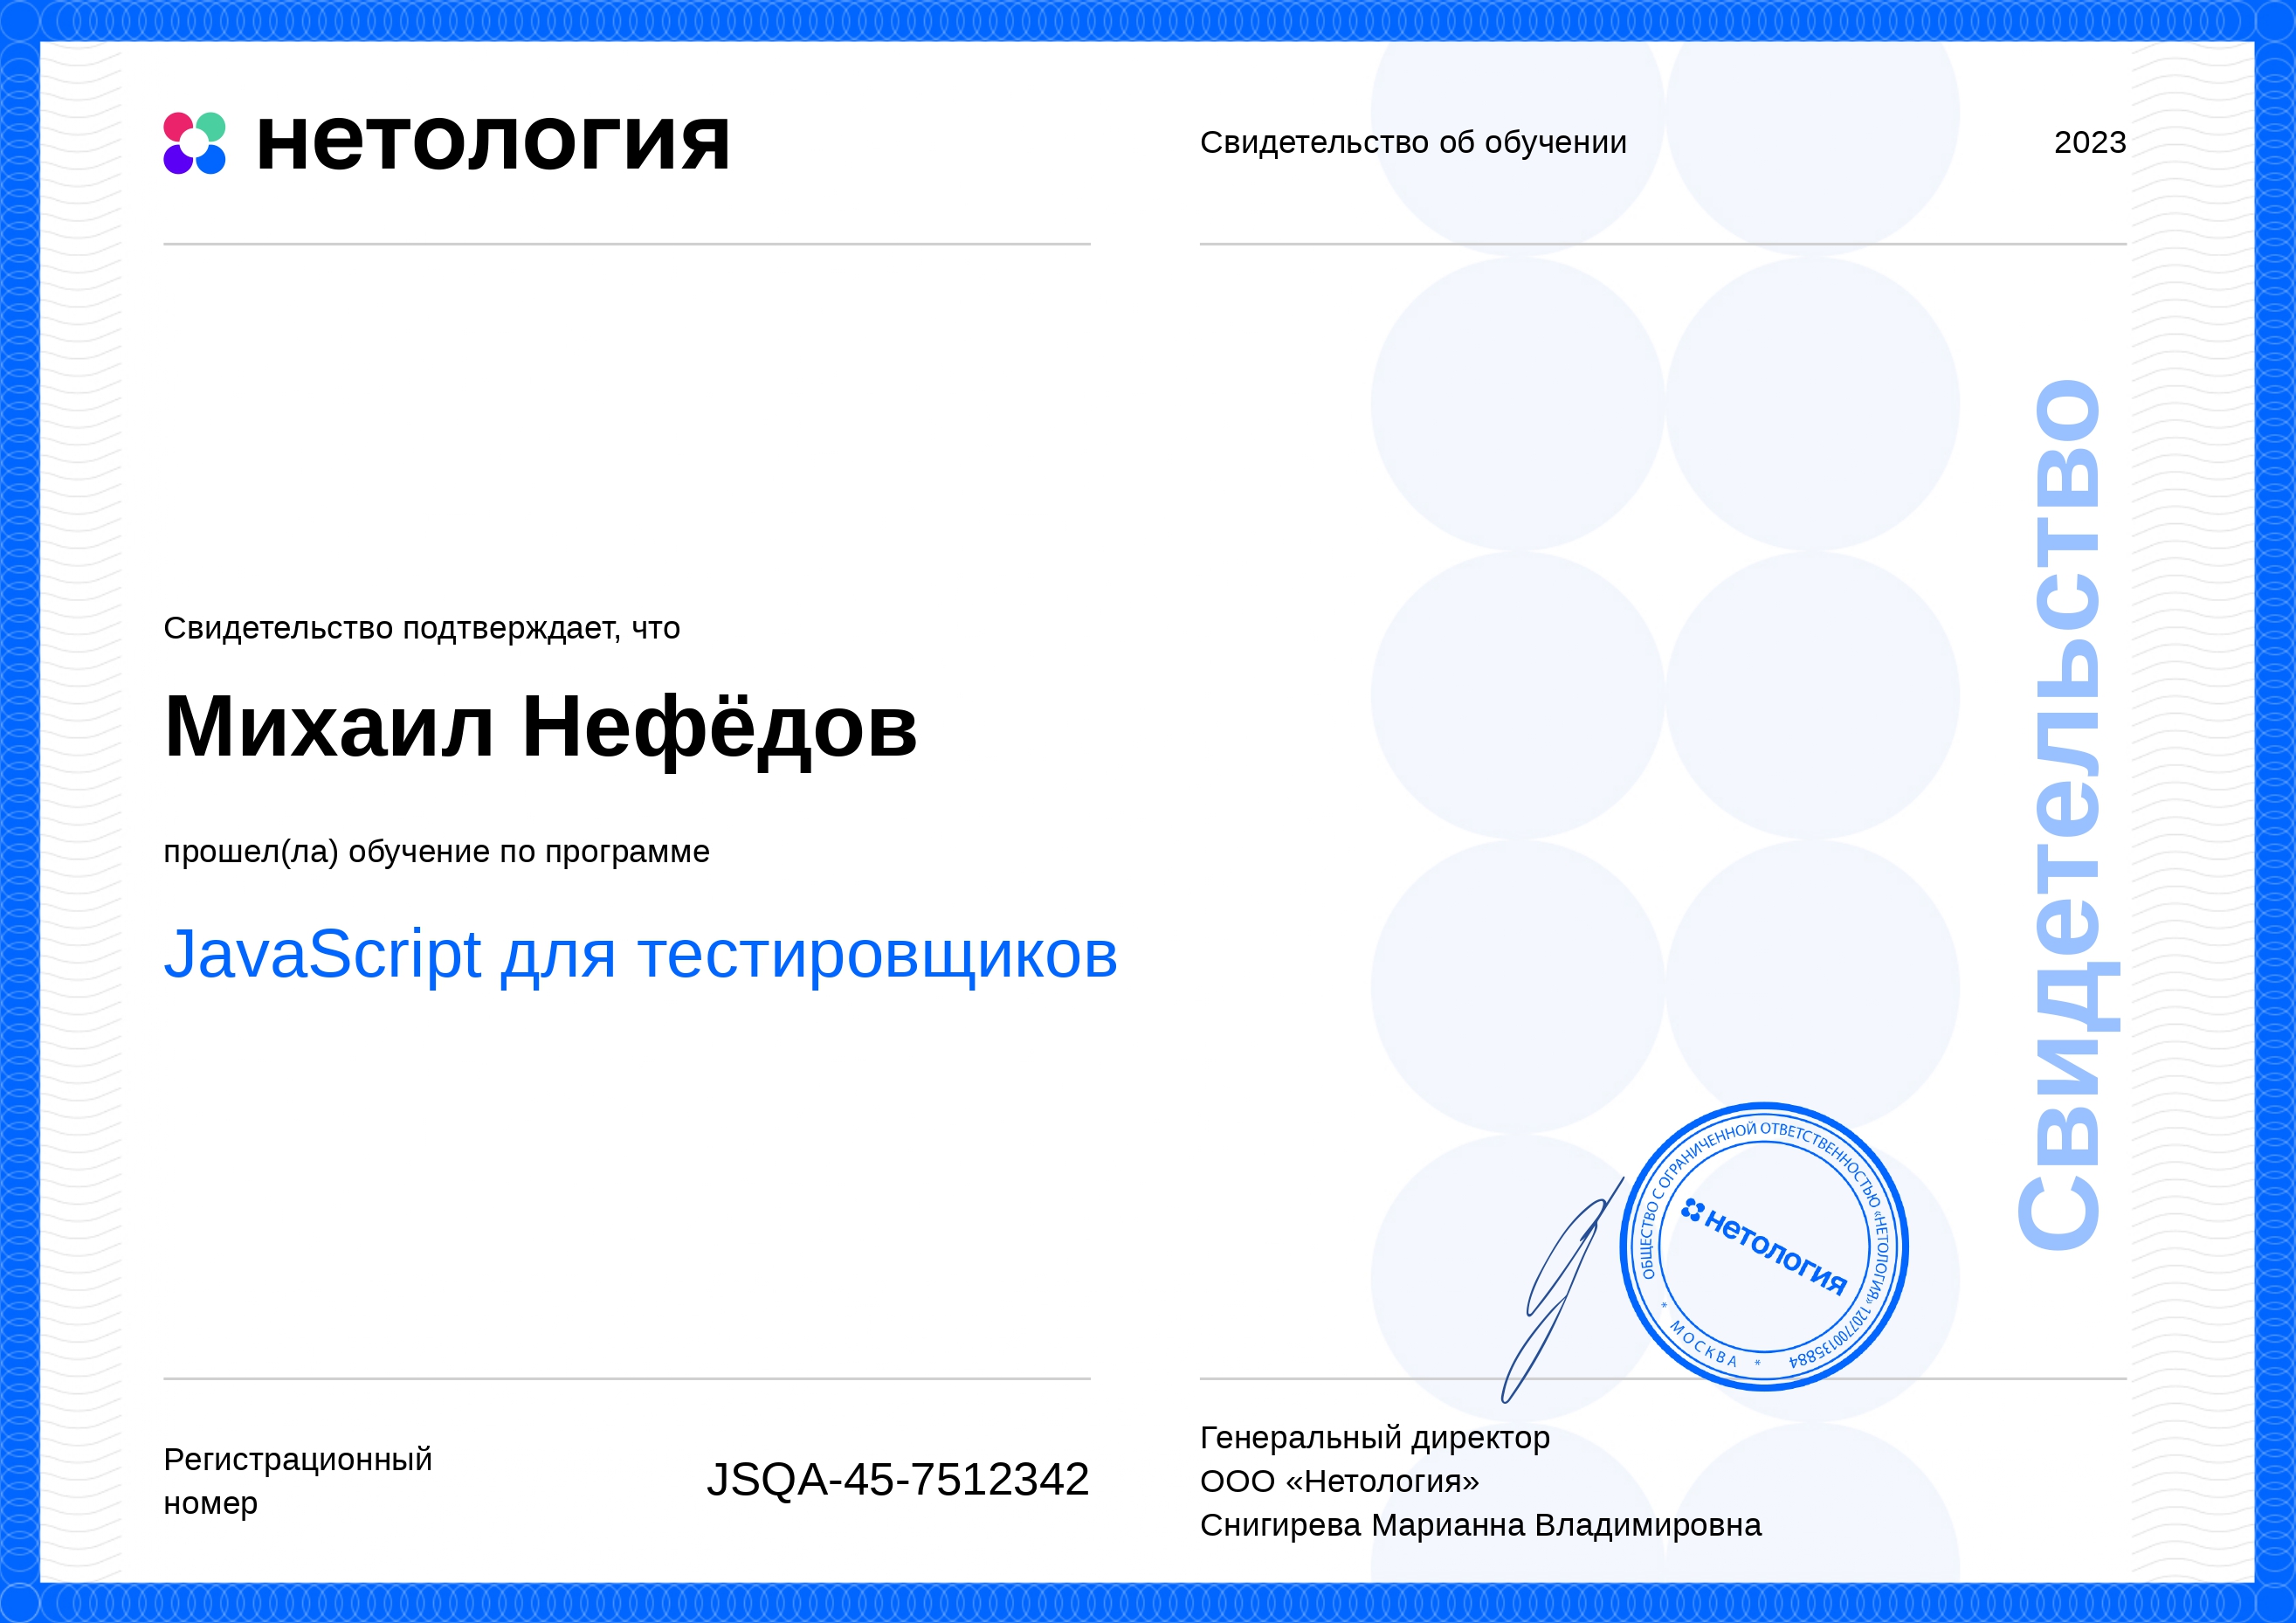 нетология
Свидетельство об обучении
2023
Свидетельство подтверждает, что
Михаил Нефёдов
прошел(ла) обучение по программе
JavaScript для тестировщиков
Свидетельство
ОБЩЕСТВО С ОГРАНИЧЕННОЙ ОТВЕТСТВЕННОСТЬЮ «НЕТОЛОГИЯ» 1207700135884
* МОСКВА *
нетология
Регистрационный
номер
JSQA-45-7512342
Генеральный директор
ООО «Нетология»
Снигирева Марианна Владимировна